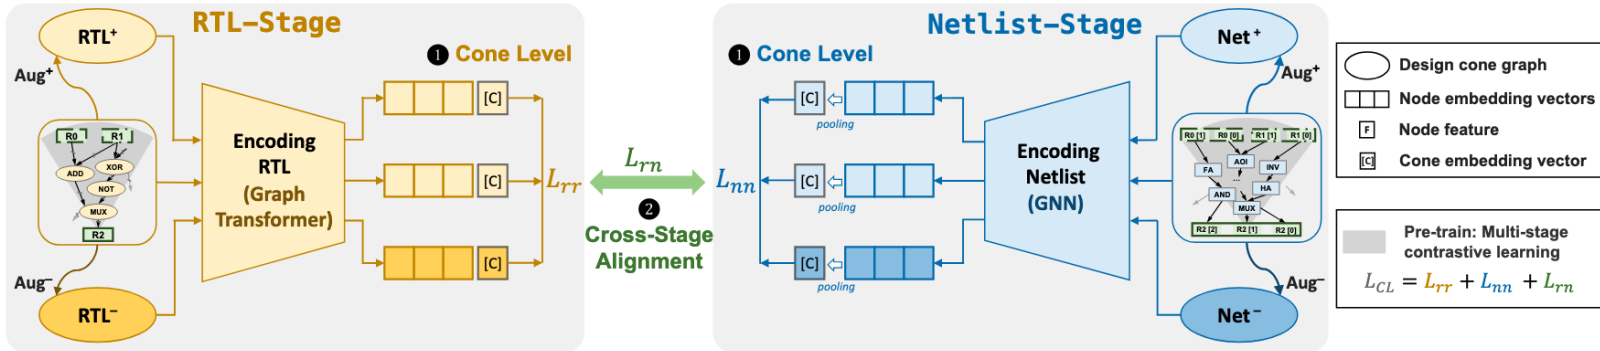 RTL-Stage
RTL+
Aug+
R0 R1
ADD XOR
NOT
MUX
R2
Aug−
RTL−
Encoding
RTL
(Graph
Transformer)
❶ Cone Level
[C]
[C]
[C]
Lrr
Lrn
❷
Cross-Stage
Alignment
Netlist-Stage
❶ Cone Level
Lnn
[C]
pooling
[C]
pooling
[C]
pooling
Encoding
Netlist
(GNN)
Net+
Aug+
R0 [1] R0 [0] R1 [1] R1 [0]
AOI
FA INV
...
AND HA
MUX
R2 [2] R2 [1] R2 [0]
Aug−
Net−
Design cone graph
Node embedding vectors
F Node feature
[C] Cone embedding vector
Pre-train: Multi-stage
contrastive learning
LCL = Lrr + Lnn + Lrn